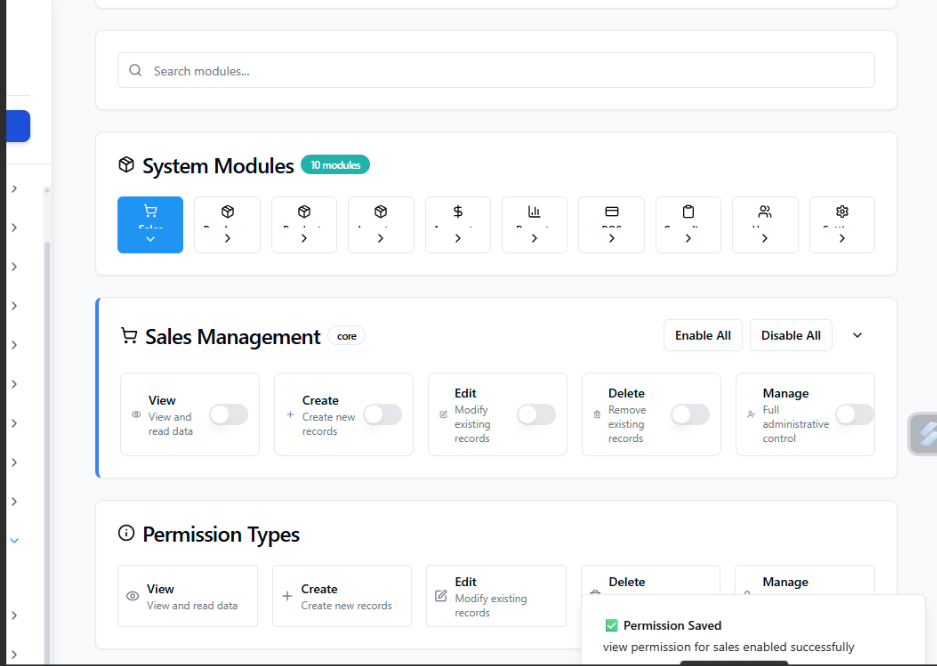 Search modules...
System Modules
10 modules
Sales
Sales Management
core
Enable All
Disable All
View
View and
read data
Create
Create new
records
Edit
Modify
existing
records
Delete
Remove
existing
records
Manage
Full
administrative
control
Permission Types
View
View and read data
Create
Create new records
Edit
Modify existing
records
Delete
Manage
Permission Saved
view permission for sales enabled successfully